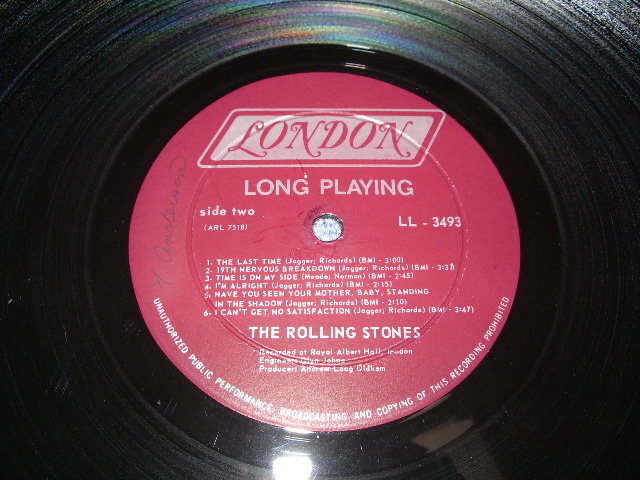 LONDON
LONG PLAYING
side two
LL - 3493
(ARL 7518)
1. THE LAST TIME (Jagger; Richards) (BMI - 3:00)
2. 19TH NERVOUS BREAKDOWN (Jagger; Richards) (BMI - 3:31)
3. TIME IS ON MY SIDE (Meade; Norman) (BMI - 2:45)
4. I'M ALRIGHT (Jagger; Richards) (BMI - 2:15)
5. HAVE YOU SEEN YOUR MOTHER, BABY, STANDING
IN THE SHADOW (Jagger; Richards) (BMI - 2:10)
6. I CAN'T GET NO SATISFACTION (Jagger; Richards) (BMI - 3:47)
THE ROLLING STONES
Recorded at Royal Albert Hall, London
Engineer: Glyn Johns
Producer: Andrew Loog Oldham
UNAUTHORIZED PUBLIC PERFORMANCE, BROADCASTING AND COPYING OF THIS RECORDING PROHIBITED
Anderson